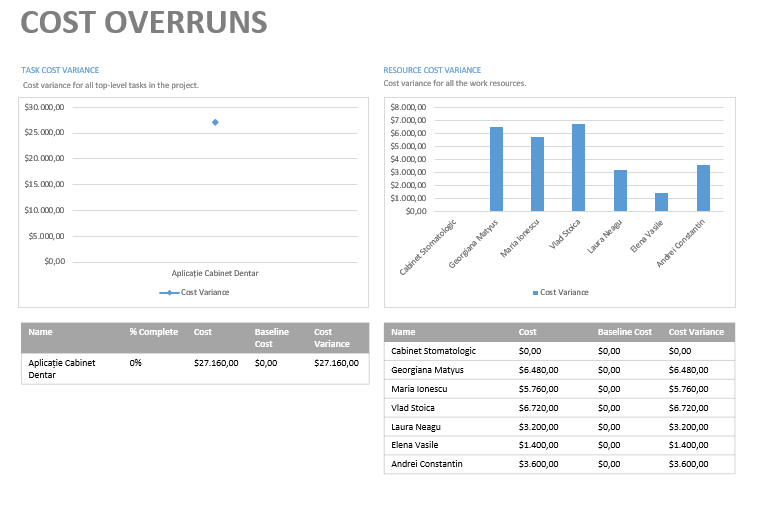 COST OVERRUNS
TASK COST VARIANCE
Cost variance for all top-level tasks in the project.
$30.000,00
$25.000,00
$20.000,00
$15.000,00
$10.000,00
$5.000,00
$0,00
Aplicație Cabinet Dentar
Cost Variance
Name % Complete Cost Baseline Cost Cost Variance
Aplicație Cabinet Dentar 0% $27.160,00 $0,00 $27.160,00
RESOURCE COST VARIANCE
Cost variance for all the work resources.
$8.000,00
$7.000,00
$6.000,00
$5.000,00
$4.000,00
$3.000,00
$2.000,00
$1.000,00
$0,00
Cabinet Stomatologic
Georgiana Matyus
Maria Ionescu
Vlad Stoica
Laura Neagu
Elena Vasile
Andrei Constantin
Cost Variance
Name Cost Baseline Cost Cost Variance
Cabinet Stomatologic $0,00 $0,00 $0,00
Georgiana Matyus $6.480,00 $0,00 $6.480,00
Maria Ionescu $5.760,00 $0,00 $5.760,00
Vlad Stoica $6.720,00 $0,00 $6.720,00
Laura Neagu $3.200,00 $0,00 $3.200,00
Elena Vasile $1.400,00 $0,00 $1.400,00
Andrei Constantin $3.600,00 $0,00 $3.600,00